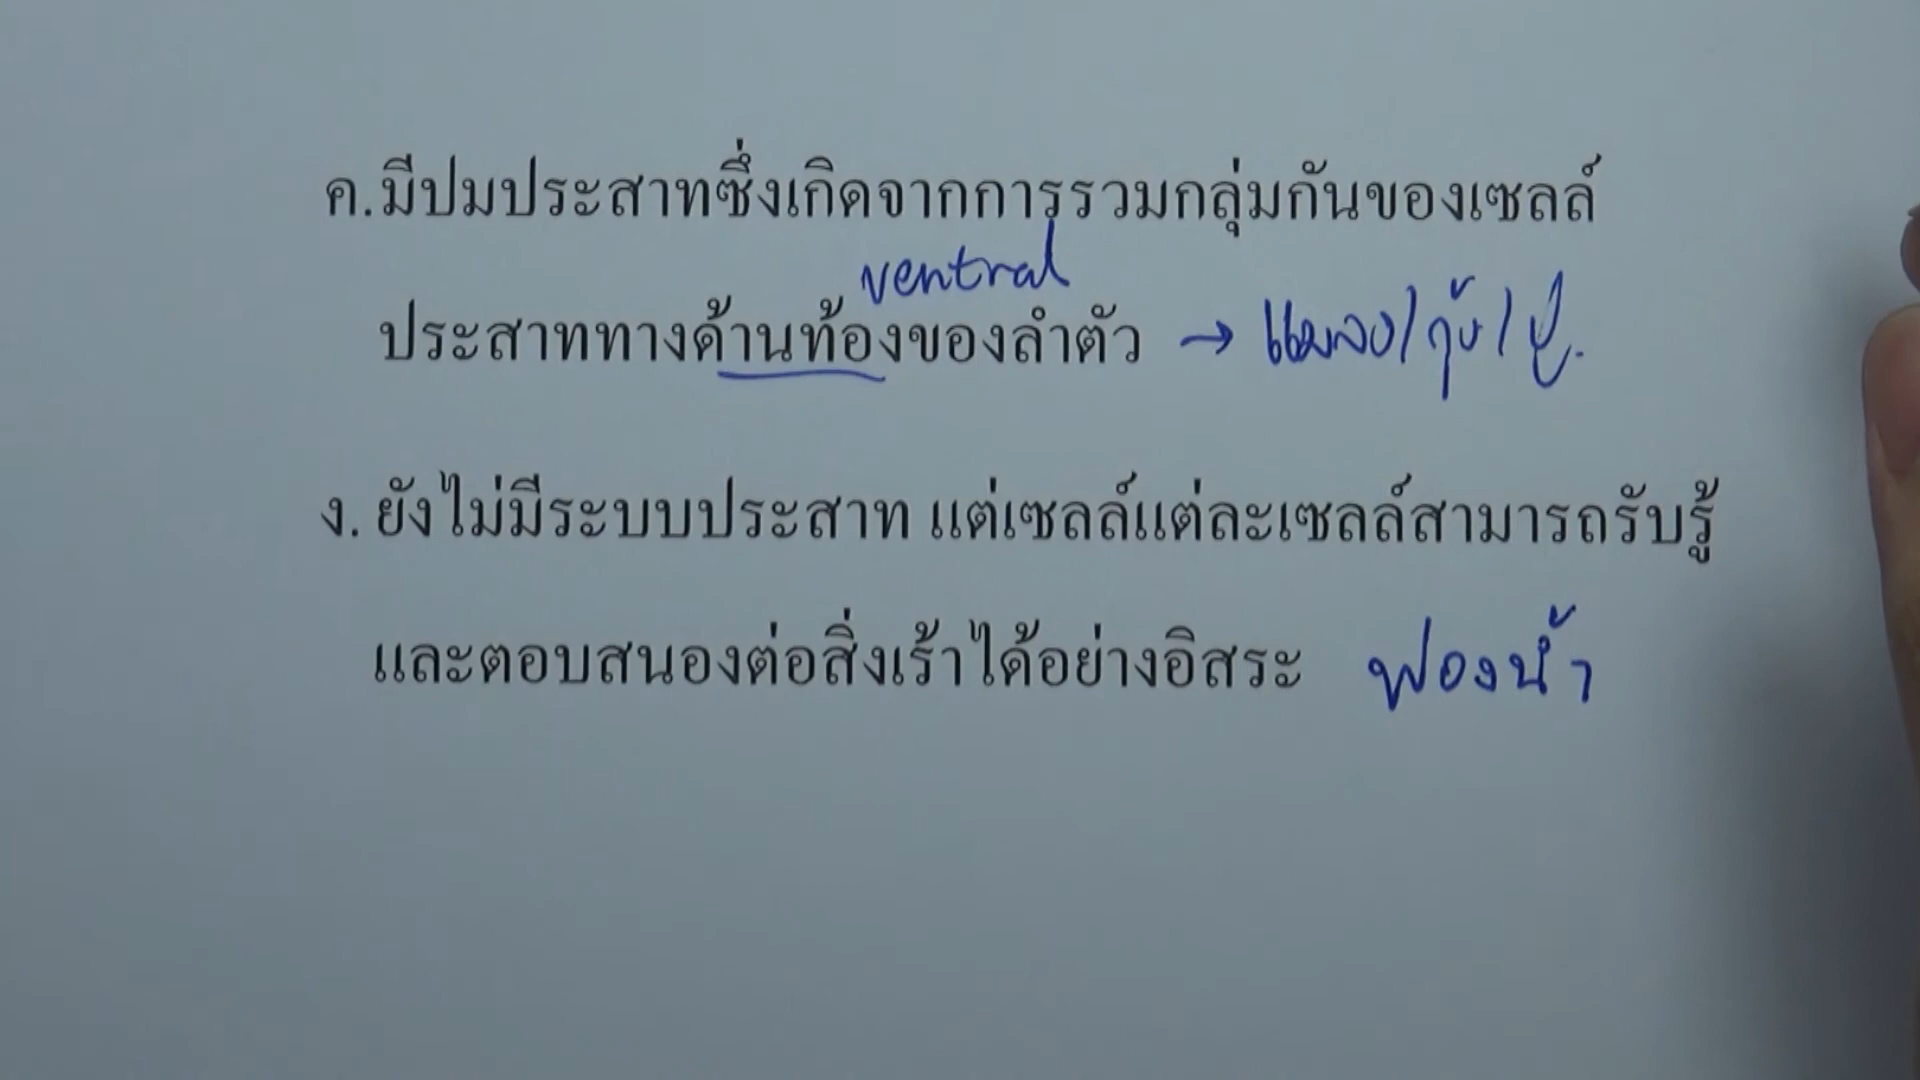 ค.มีปมประสาทซึ่งเกิดจากการรวมกลุ่มกันของเซลล์
ventral
ประสาททางด้านท้องของลำตัว → แมลง/กุ้ง/ปู.
ง. ยังไม่มีระบบประสาท แต่เซลล์แต่ละเซลล์สามารถรับรู้
และตอบสนองต่อสิ่งเร้าได้อย่างอิสระ ฟองน้ำ